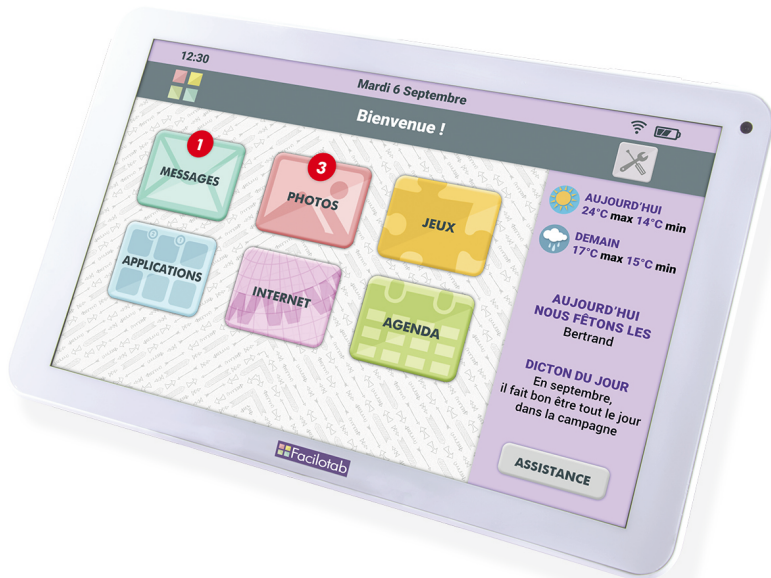 12:30
Mardi 6 Septembre
Bienvenue !
1
MESSAGES
3
PHOTOS
JEUX
APPLICATIONS
INTERNET
AGENDA
AUJOURD'HUI
24°C max 14°C min
DEMAIN
17°C max 15°C min
AUJOURD'HUI
NOUS FÊTONS LES
Bertrand
DICTON DU JOUR
En septembre,
il fait bon être tout le jour
dans la campagne
ASSISTANCE
Facilotab